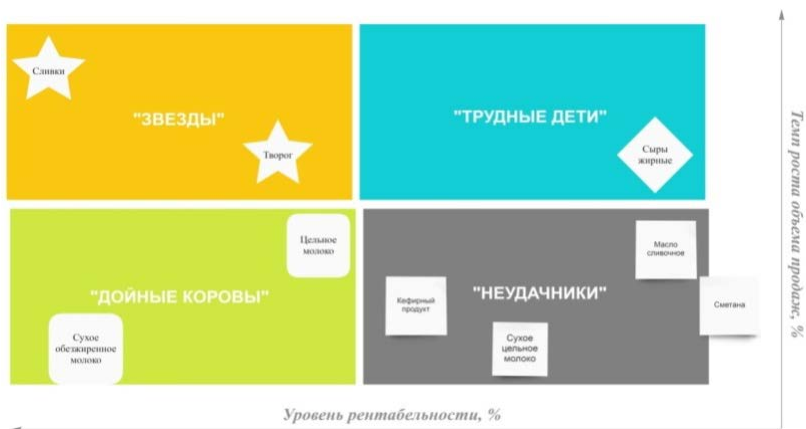 Сливки
"ЗВЕЗДЫ"
Творог
"ТРУДНЫЕ ДЕТИ"
Сыры
жирные
Цельное
молоко
"ДОЙНЫЕ КОРОВЫ"
Сухое
обезжиренное
молоко
Масло
сливочное
Кефирный
продукт
"НЕУДАЧНИКИ"
Сметана
Сухое
цельное
молоко
Темп роста объема продаж, %
Уровень рентабельности, %